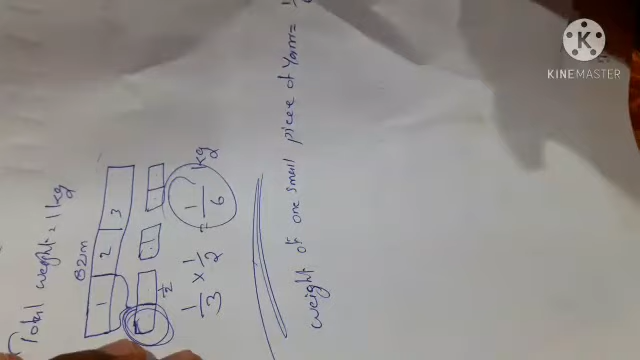 Total weight = 1 kg
82m
1 2 3
1/2
1/3 × 1/2 = 1/6 kg
weight of one small piece of Yam =
K
KINEMASTER